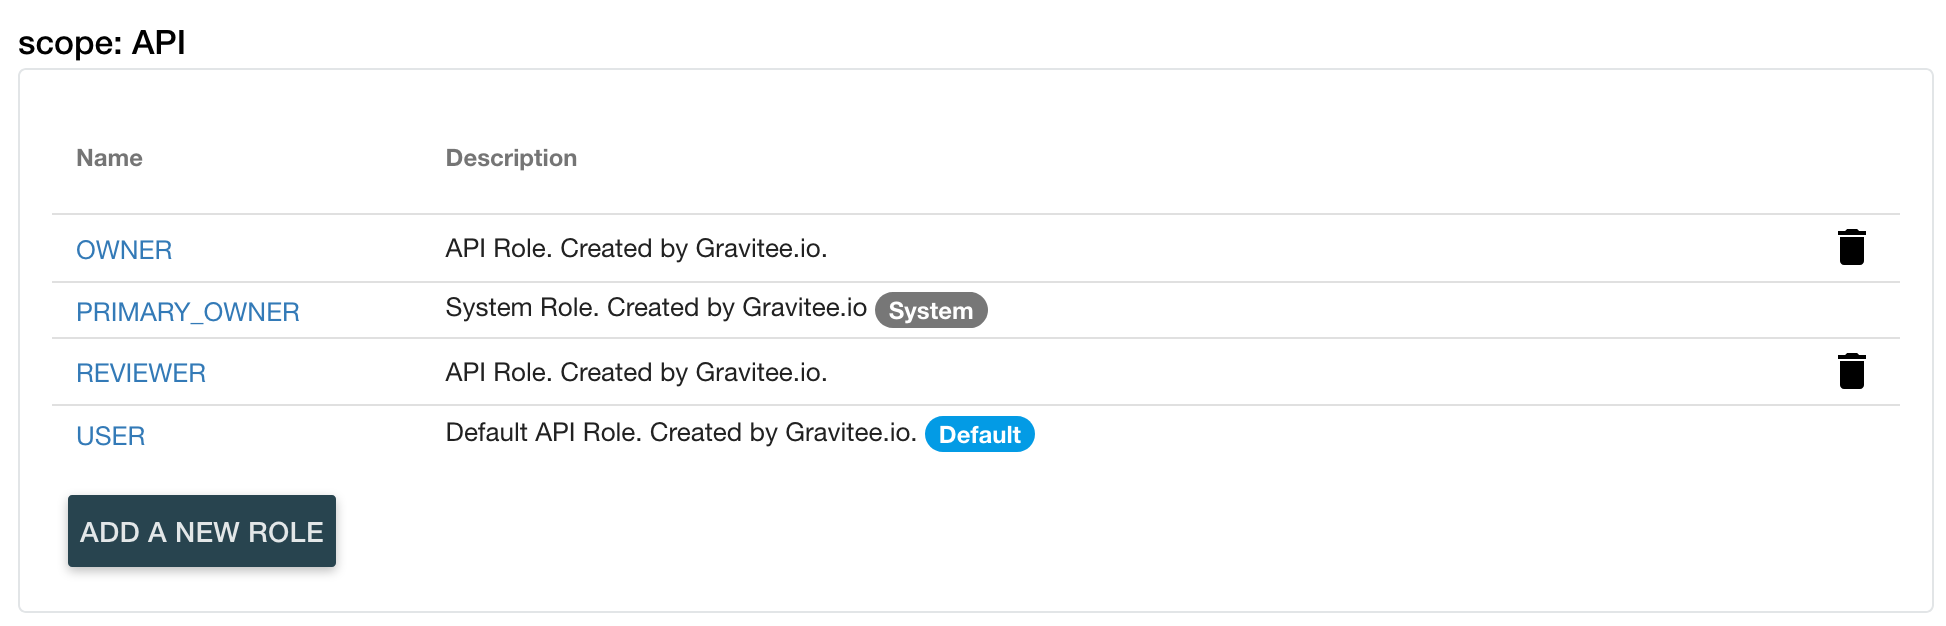 scope: API
Name Description
OWNER API Role. Created by Gravitee.io.
PRIMARY_OWNER System Role. Created by Gravitee.io System
REVIEWER API Role. Created by Gravitee.io.
USER Default API Role. Created by Gravitee.io. Default
ADD A NEW ROLE